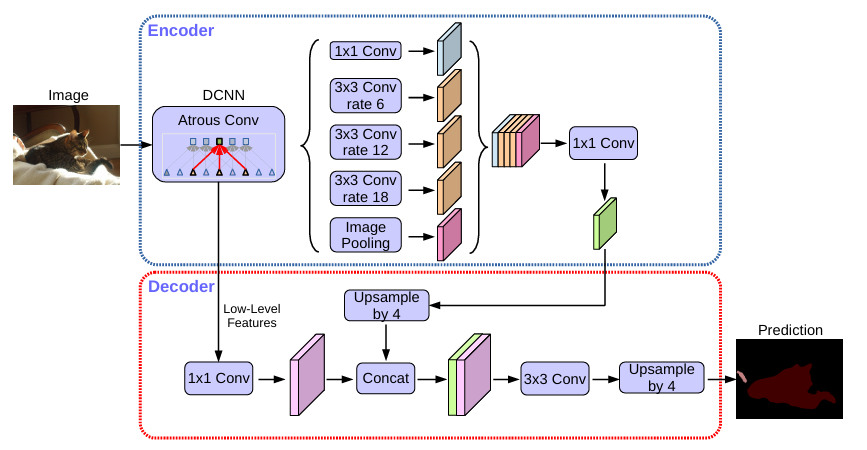 Encoder
Image
DCNN
Atrous Conv
1x1 Conv
3x3 Conv
rate 6
3x3 Conv
rate 12
3x3 Conv
rate 18
Image
Pooling
1x1 Conv
Decoder
Low-Level
Features
Upsample
by 4
1x1 Conv
Concat
3x3 Conv
Upsample
by 4
Prediction